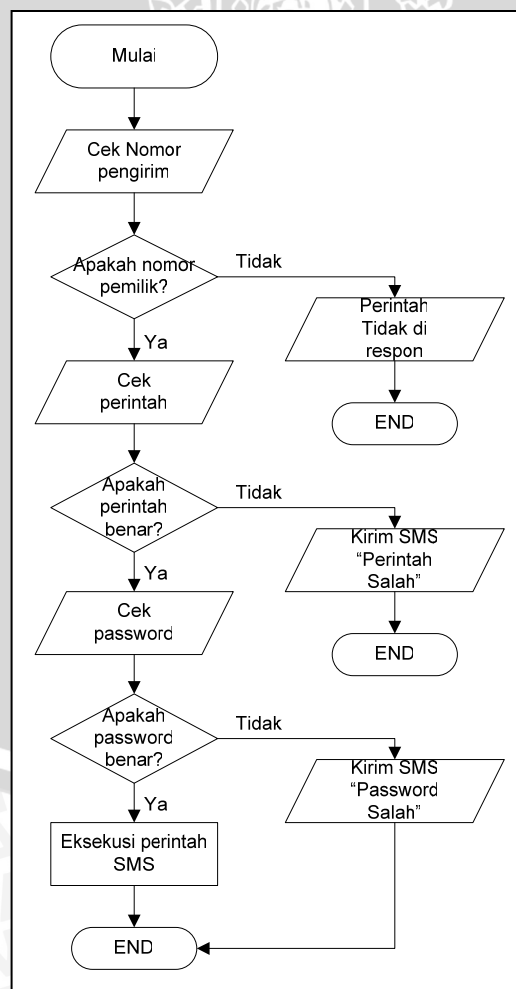 Mulai
Cek Nomor
pengirim
Apakah nomor
pemilik?
Tidak
Perintah
Tidak di
respon
END
Ya
Cek
perintah
Apakah
perintah
benar?
Tidak
Kirim SMS
“Perintah
Salah”
END
Ya
Cek
password
Apakah
password
benar?
Tidak
Kirim SMS
“Password
Salah”
Ya
Eksekusi perintah
SMS
END